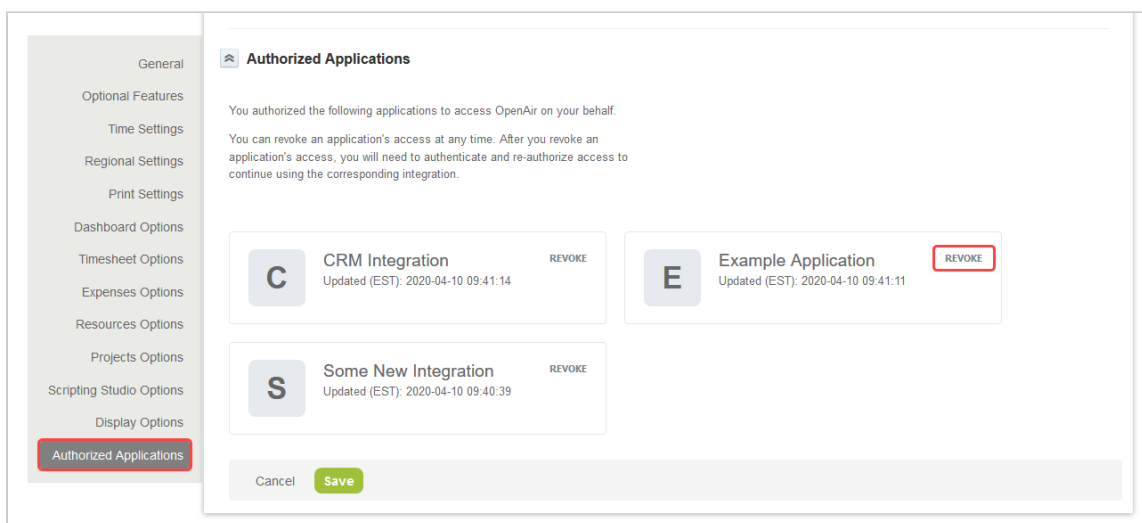 General
Optional Features
Time Settings
Regional Settings
Print Settings
Dashboard Options
Timesheet Options
Expenses Options
Resources Options
Projects Options
Scripting Studio Options
Display Options
Authorized Applications
Authorized Applications
You authorized the following applications to access OpenAir on your behalf.
You can revoke an application's access at any time. After you revoke an
application's access, you will need to authenticate and re-authorize access to
continue using the corresponding integration.
C
CRM Integration
REVOKE
Updated (EST): 2020-04-10 09:41:14
E
Example Application
REVOKE
Updated (EST): 2020-04-10 09:41:11
S
Some New Integration
REVOKE
Updated (EST): 2020-04-10 09:40:39
Cancel
Save